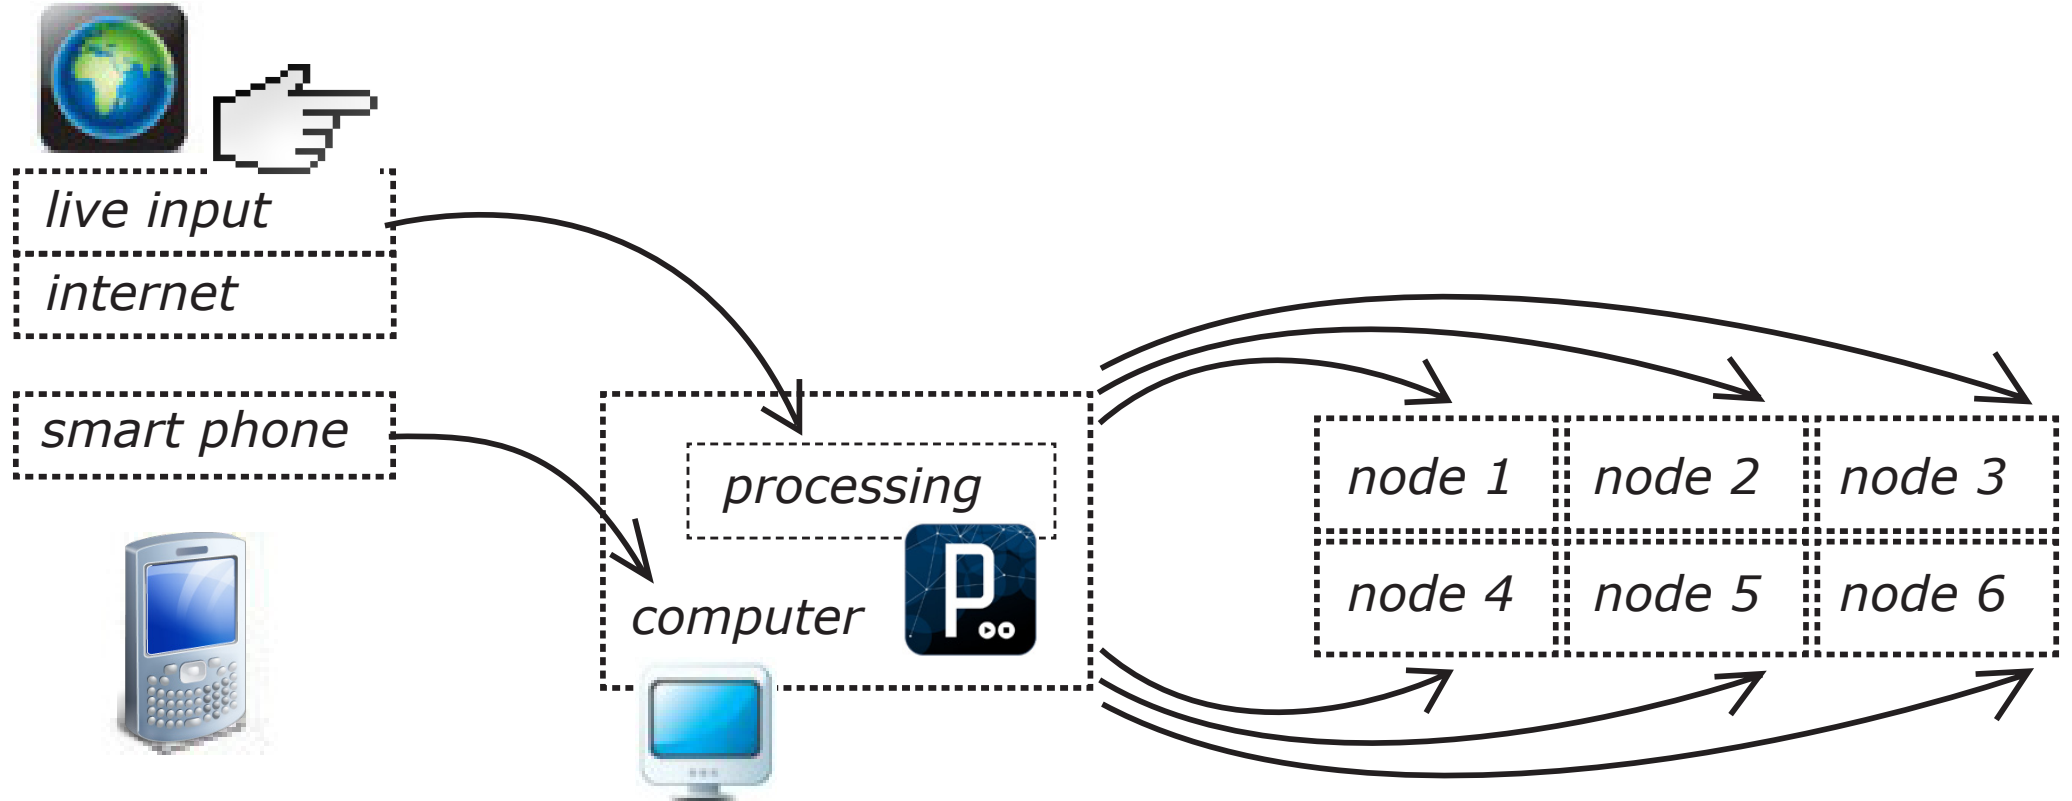 live input
internet
smart phone
processing
P
computer
node 1
node 2
node 3
node 4
node 5
node 6